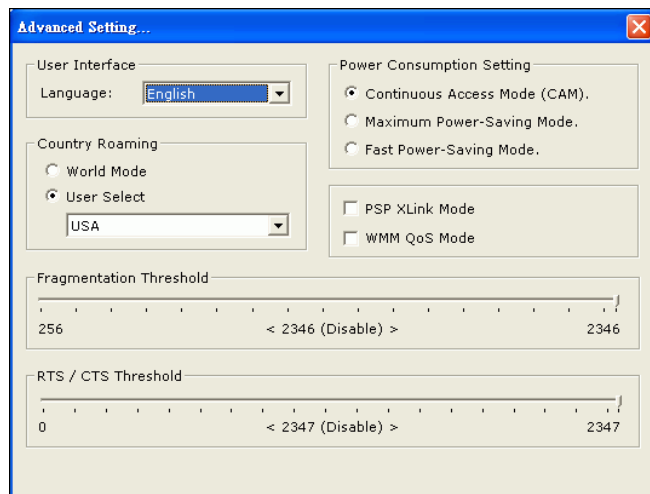 Advanced Setting...
User Interface
Language: English
Country Roaming
World Mode
User Select
USA
Power Consumption Setting
Continuous Access Mode (CAM).
Maximum Power-Saving Mode.
Fast Power-Saving Mode.
PSP XLink Mode
WMM QoS Mode
Fragmentation Threshold
256 < 2346 (Disable) > 2346
RTS / CTS Threshold
0 < 2347 (Disable) > 2347